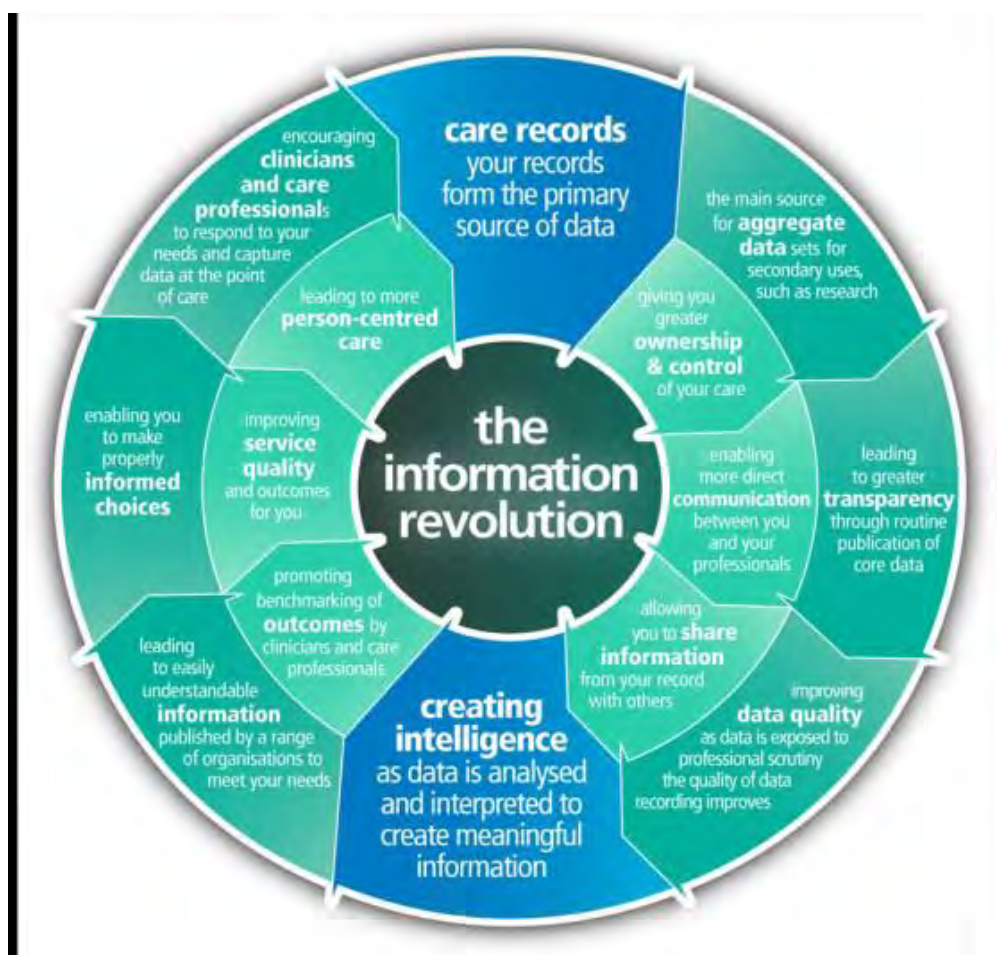 care records
your records
form the primary
source of data
the main source
for aggregate
data sets for
secondary uses,
such as research
giving you
greater
ownership
& control
of your care
leading
to greater
transparency
through routine
publication of
core data
enabling
more direct
communication
between you
and your
professionals
improving
data quality
as data is exposed to
professional scrutiny
the quality of data
recording improves
allowing
you to share
information
from your record
with others
creating
intelligence
as data is analysed
and interpreted to
create meaningful
information
leading
to easily
understandable
information
published by a range
of organisations to
meet your needs
promoting
benchmarking of
outcomes by
clinicians and care
professionals
enabling you
to make
properly
informed
choices
improving
service
quality
and outcomes
for you
encouraging
clinicians
and care
professionals
to respond to your
needs and capture
data at the point
of care
leading to more
person-centred
care
the
information
revolution